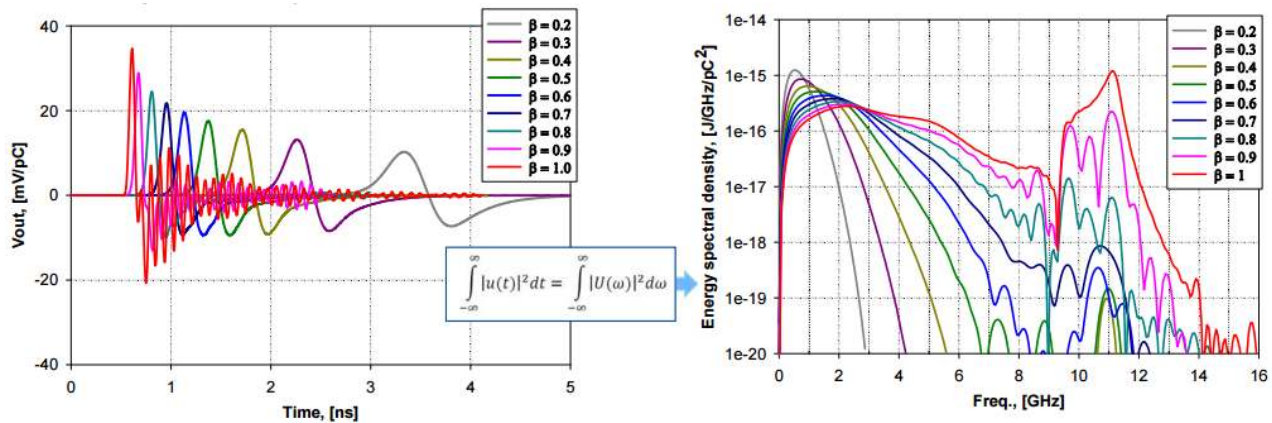 40
20
0
-20
-40
Vout, [mV/pC]
0
1
2
3
4
5
Time, [ns]
β = 0.2
β = 0.3
β = 0.4
β = 0.5
β = 0.6
β = 0.7
β = 0.8
β = 0.9
β = 1.0
∫_{-∞}^{∞} |u(t)|² dt = ∫_{-∞}^{∞} |U(ω)|² dω
Energy spectral density, [J/GHz/pC²]
1e-14
1e-15
1e-16
1e-17
1e-18
1e-19
1e-20
0
2
4
6
8
10
12
14
16
Freq., [GHz]
β = 0.2
β = 0.3
β = 0.4
β = 0.5
β = 0.6
β = 0.7
β = 0.8
β = 0.9
β = 1